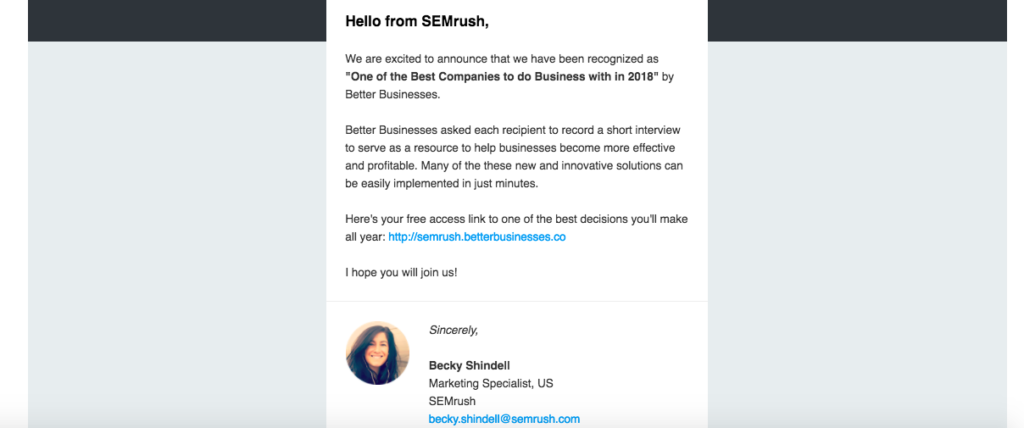 Hello from SEMrush,
We are excited to announce that we have been recognized as
"One of the Best Companies to do Business with in 2018" by
Better Businesses.
Better Businesses asked each recipient to record a short interview
to serve as a resource to help businesses become more effective
and profitable. Many of the these new and innovative solutions can
be easily implemented in just minutes.
Here's your free access link to one of the best decisions you'll make
all year: http://semrush.betterbusinesses.co
I hope you will join us!
Sincerely,
Becky Shindell
Marketing Specialist, US
SEMrush
becky.shindell@semrush.com